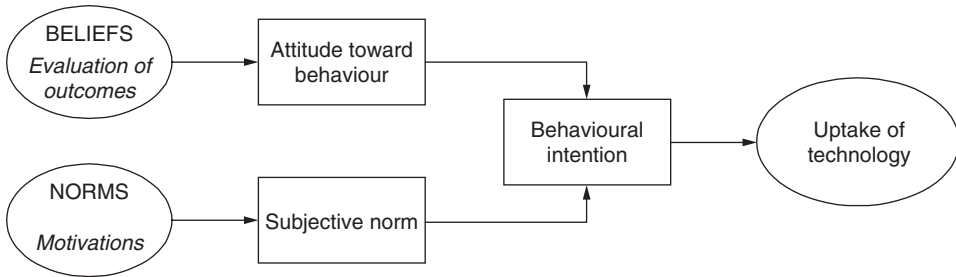 BELIEFS
Evaluation of
outcomes
Attitude toward
behaviour
Behavioural
intention
Uptake of
technology
NORMS
Motivations
Subjective norm